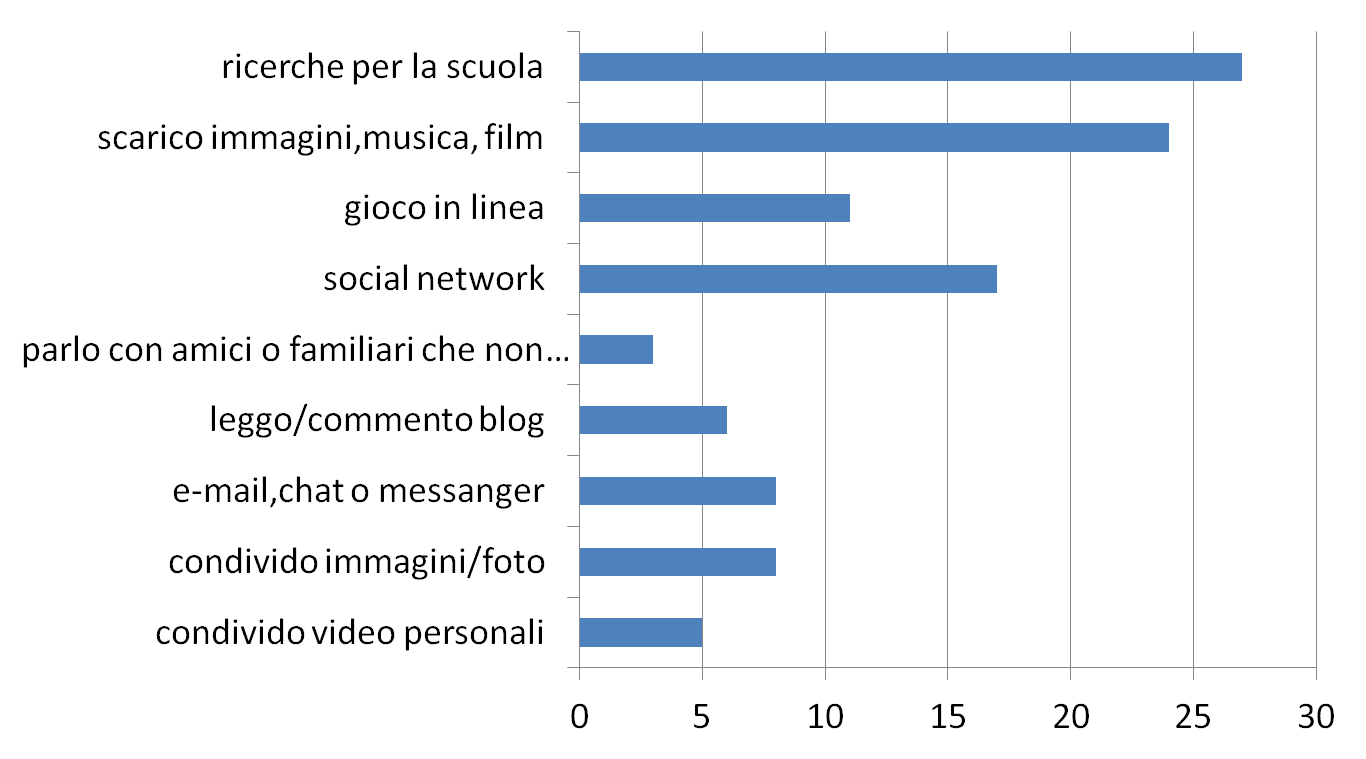 ricerche per la scuola
scarico immagini,musica, film
gioco in linea
social network
parlo con amici o familiari che non...
leggo/commento blog
e-mail,chat o messanger
condivido immagini/foto
condivido video personali
0 5 10 15 20 25 30